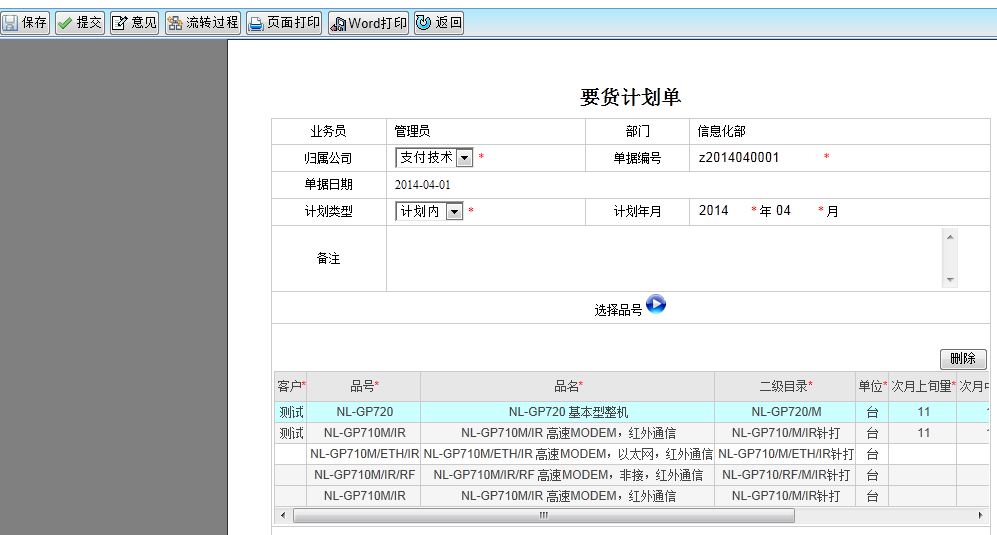 保存 提交 意见 流转过程 页面打印 Word打印 返回
要货计划单
业务员 管理员 部门 信息化部
归属公司 支付技术 * 单据编号 z2014040001 *
单据日期 2014-04-01
计划类型 计划内 * 计划年月 2014 * 年 04 * 月
备注
选择品号
删除
客户* 品号* 品名* 二级目录* 单位* 次月上旬量* 次月
测试 NL-GP720 NL-GP720 基本型整机 NL-GP720/M 台 11
测试 NL-GP710M/IR NL-GP710M/IR 高速MODEM，红外通信 NL-GP710/M/IR针打 台 11
NL-GP710M/ETH/IR NL-GP710M/ETH/IR 高速MODEM，以太网，红外通信 NL-GP710/M/ETH/IR针打 台
NL-GP710M/IR/RF NL-GP710M/IR/RF 高速MODEM，非接，红外通信 NL-GP710/RF/M/IR针打 台
NL-GP710M/IR NL-GP710M/IR 高速MODEM，红外通信 NL-GP710/M/IR针打 台